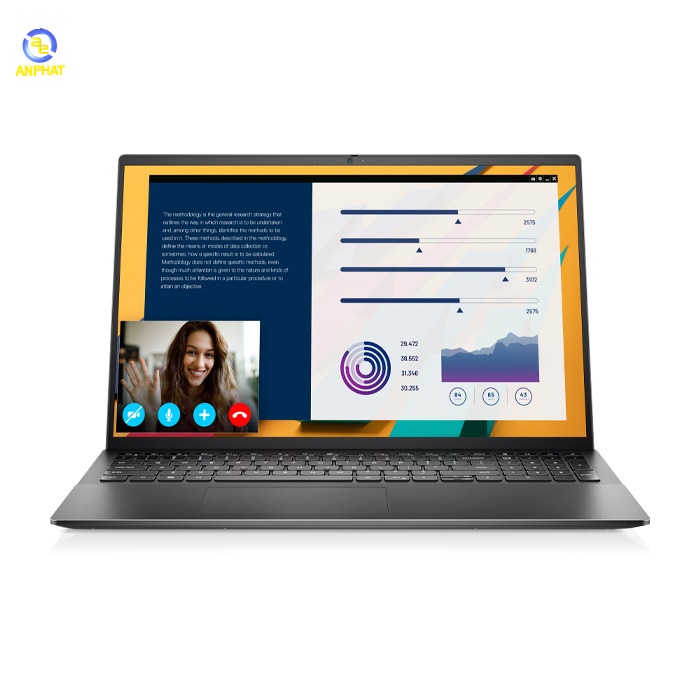 ae
ANPHAT
The methodology is the general research strategy that
outlines the way in which research is to be undertaken
and, among other things, identifies the methods to be
used in it. These methods, described in the methodology,
define the means or modes of data collection or,
sometimes, how a specific result is to be calculated.
Methodology does not define specific methods, even
though much attention is given to the nature and kinds of
processes to be followed in a particular procedure or to
attain an objective.
2575
1768
3102
2575
29.472
38.552
31.346
30.255
84
65
43